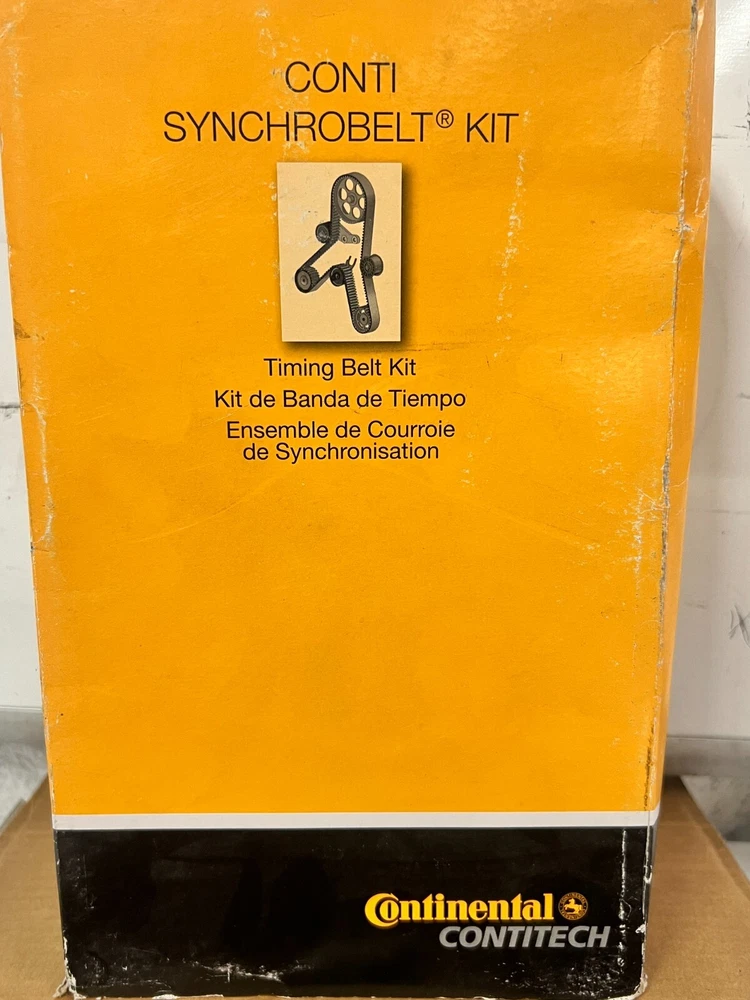 CONTI
SYNCHROBELT® KIT
Timing Belt Kit
Kit de Banda de Tiempo
Ensemble de Courroie
de Synchronisation
Continental
CONTITECH